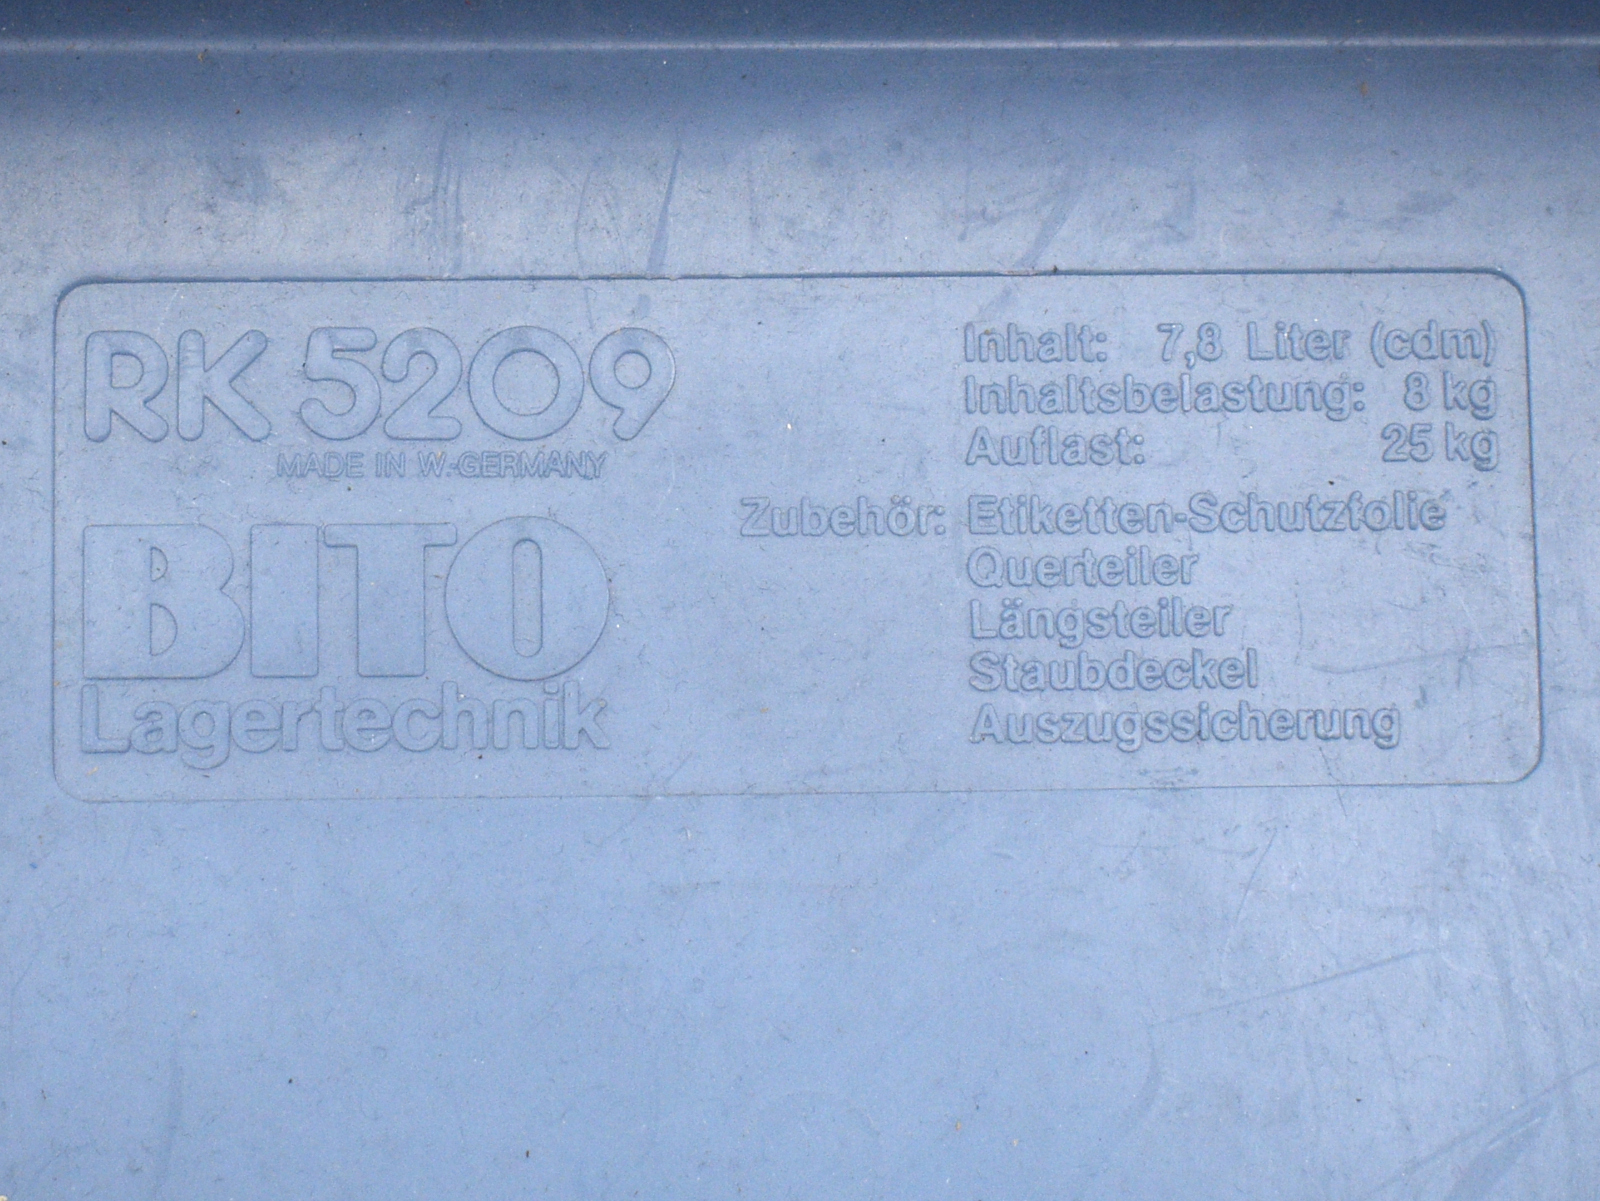 RK 5209
MADE IN W.-GERMANY
BITO
Lagertechnik
Inhalt: 7,8 Liter (cdm)
Inhaltsbelastung: 8 kg
Auflast: 25 kg
Zubehör: Etiketten-Schutzfolie
Querteiler
Längsteiler
Staubdeckel
Auszugssicherung